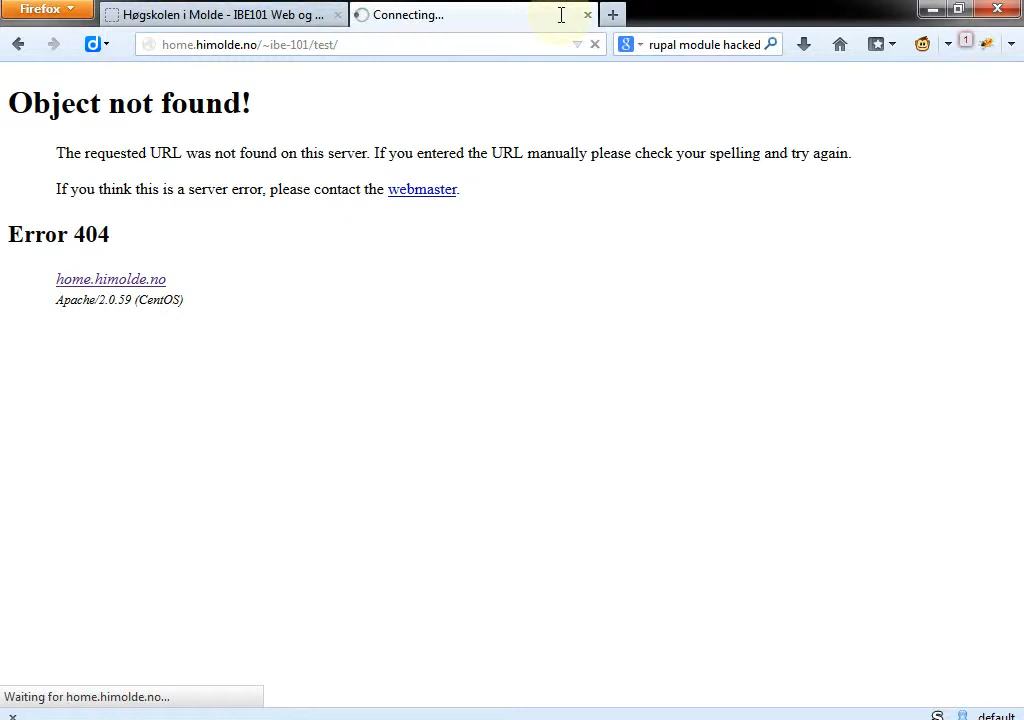 Firefox
Høgskolen i Molde - IBE101 Web og ...
Connecting...
home.himolde.no/~ibe-101/test/
rupal module hacked
1
Object not found!
The requested URL was not found on this server. If you entered the URL manually please check your spelling and try again.
If you think this is a server error, please contact the webmaster.
Error 404
home.himolde.no
Apache/2.0.59 (CentOS)
Waiting for home.himolde.no...
default